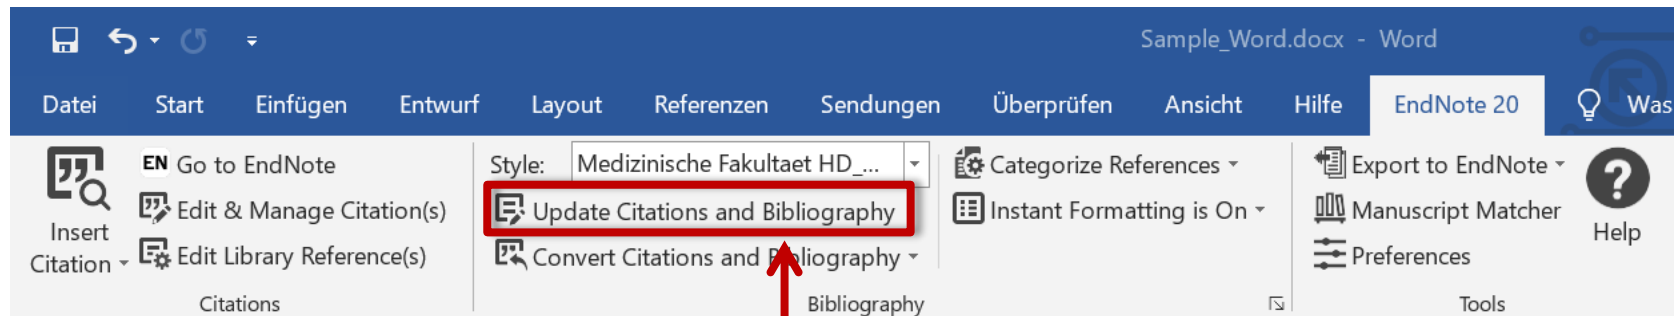 Sample_Word.docx - Word
Datei Start Einfügen Entwurf Layout Referenzen Sendungen Überprüfen Ansicht Hilfe EndNote 20 Was
EN Go to EndNote Style: Medizinische Fakultaet HD_... Categorize References Export to EndNote
Edit & Manage Citation(s) Update Citations and Bibliography Instant Formatting is On Manuscript Matcher
Insert Citation Edit Library Reference(s) Convert Citations and Bibliography Preferences Help
Citations Bibliography Tools